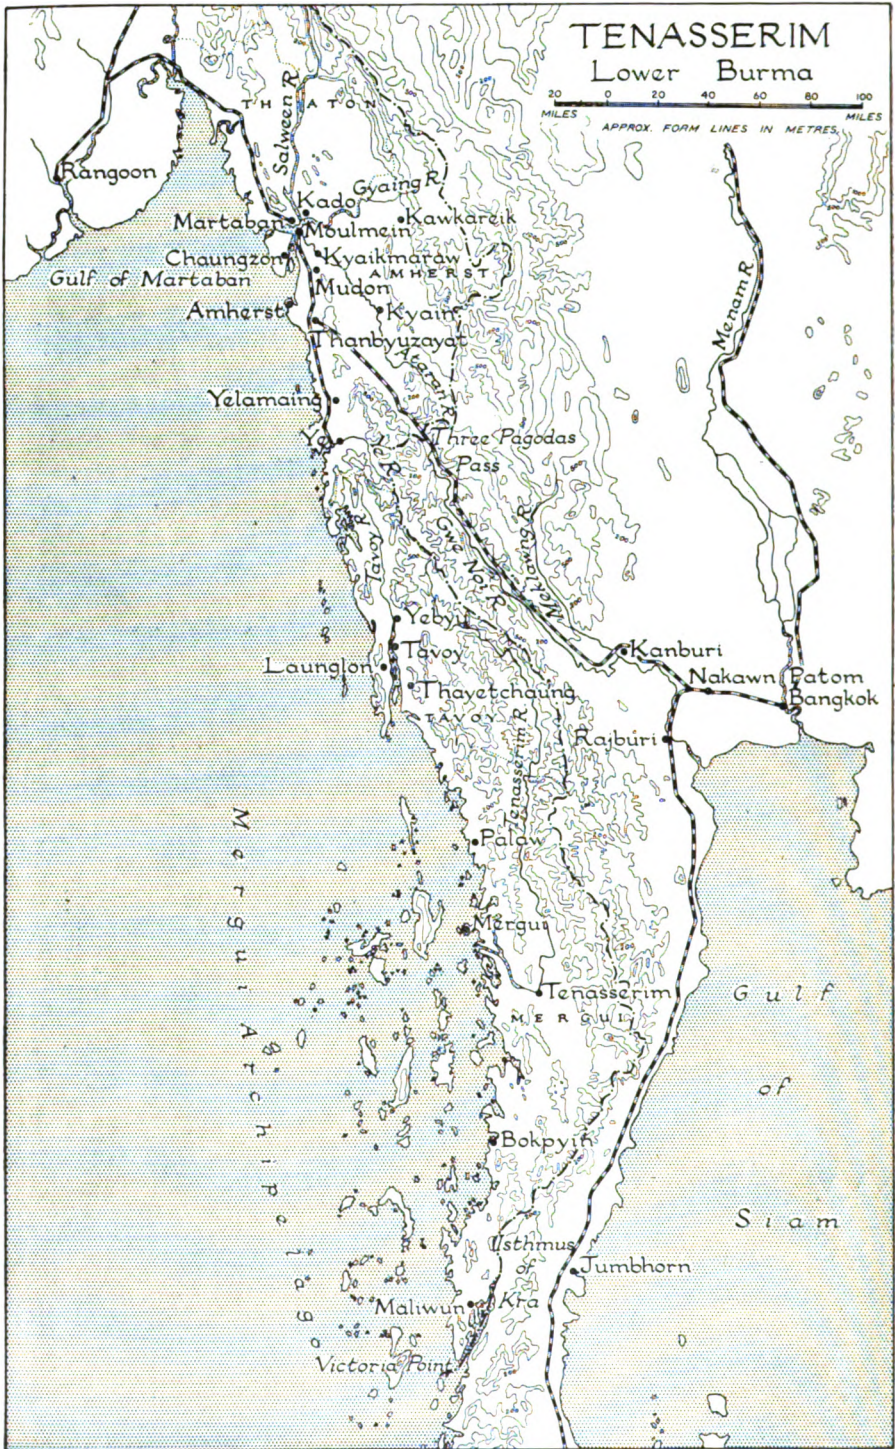 TENASSERIM
Lower Burma
20 0 20 40 60 80 100
MILES MILES
APPROX. FORM LINES IN METRES.
THATON
Salween R
Rangoon
Gyaing R
Kado
Martaban
Kawkareik
Moulmein
Chaungzon
Kyaikmaraw
Gulf of Martaban
AMHERST
Mudon
Menam R
Amherst
Kyain
Thanbyuzayat
Ataran R
Yelamaing
Ye
Ye R
Three Pagodas
Pass
Tavoy R
Gwe Noi R
Meklawng R
Yebyu
Kanburi
Tavoy
Launglon
Nakawn Patom
Thayetchaung
Bangkok
TAVOY
Rajburi
Tenasserim R
Mergui Archipelago
Palaw
Mergui
Tenasserim
Gulf
MERGUI
of
Bokpyin
Siam
Isthmus
of
Jumbhorn
Kra
Maliwun
Victoria Point